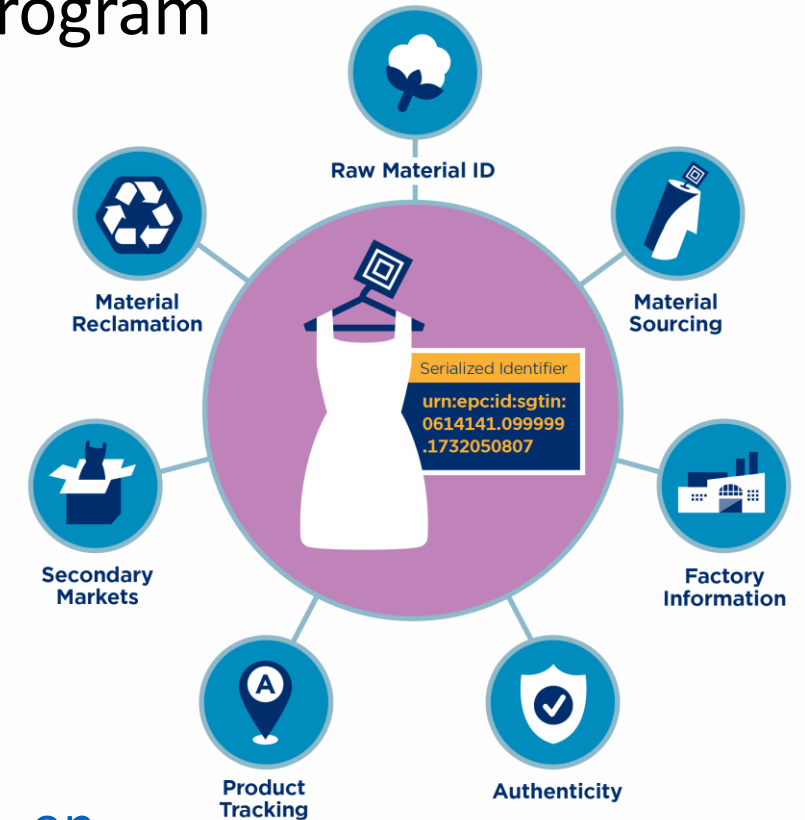 rogram
Raw Material ID
Material
Sourcing
Material
Reclamation
Serialized Identifier
urn:epc:id:sgtin:
0614141.099999
.1732050807
Secondary
Markets
Factory
Information
A
Product
Tracking
Authenticity
on